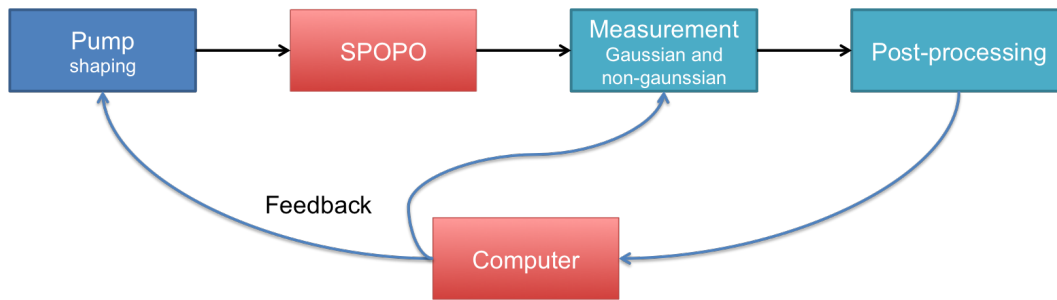 Pump
shaping
SPOPO
Measurement
Gaussian and
non-gaunssian
Post-processing
Feedback
Computer